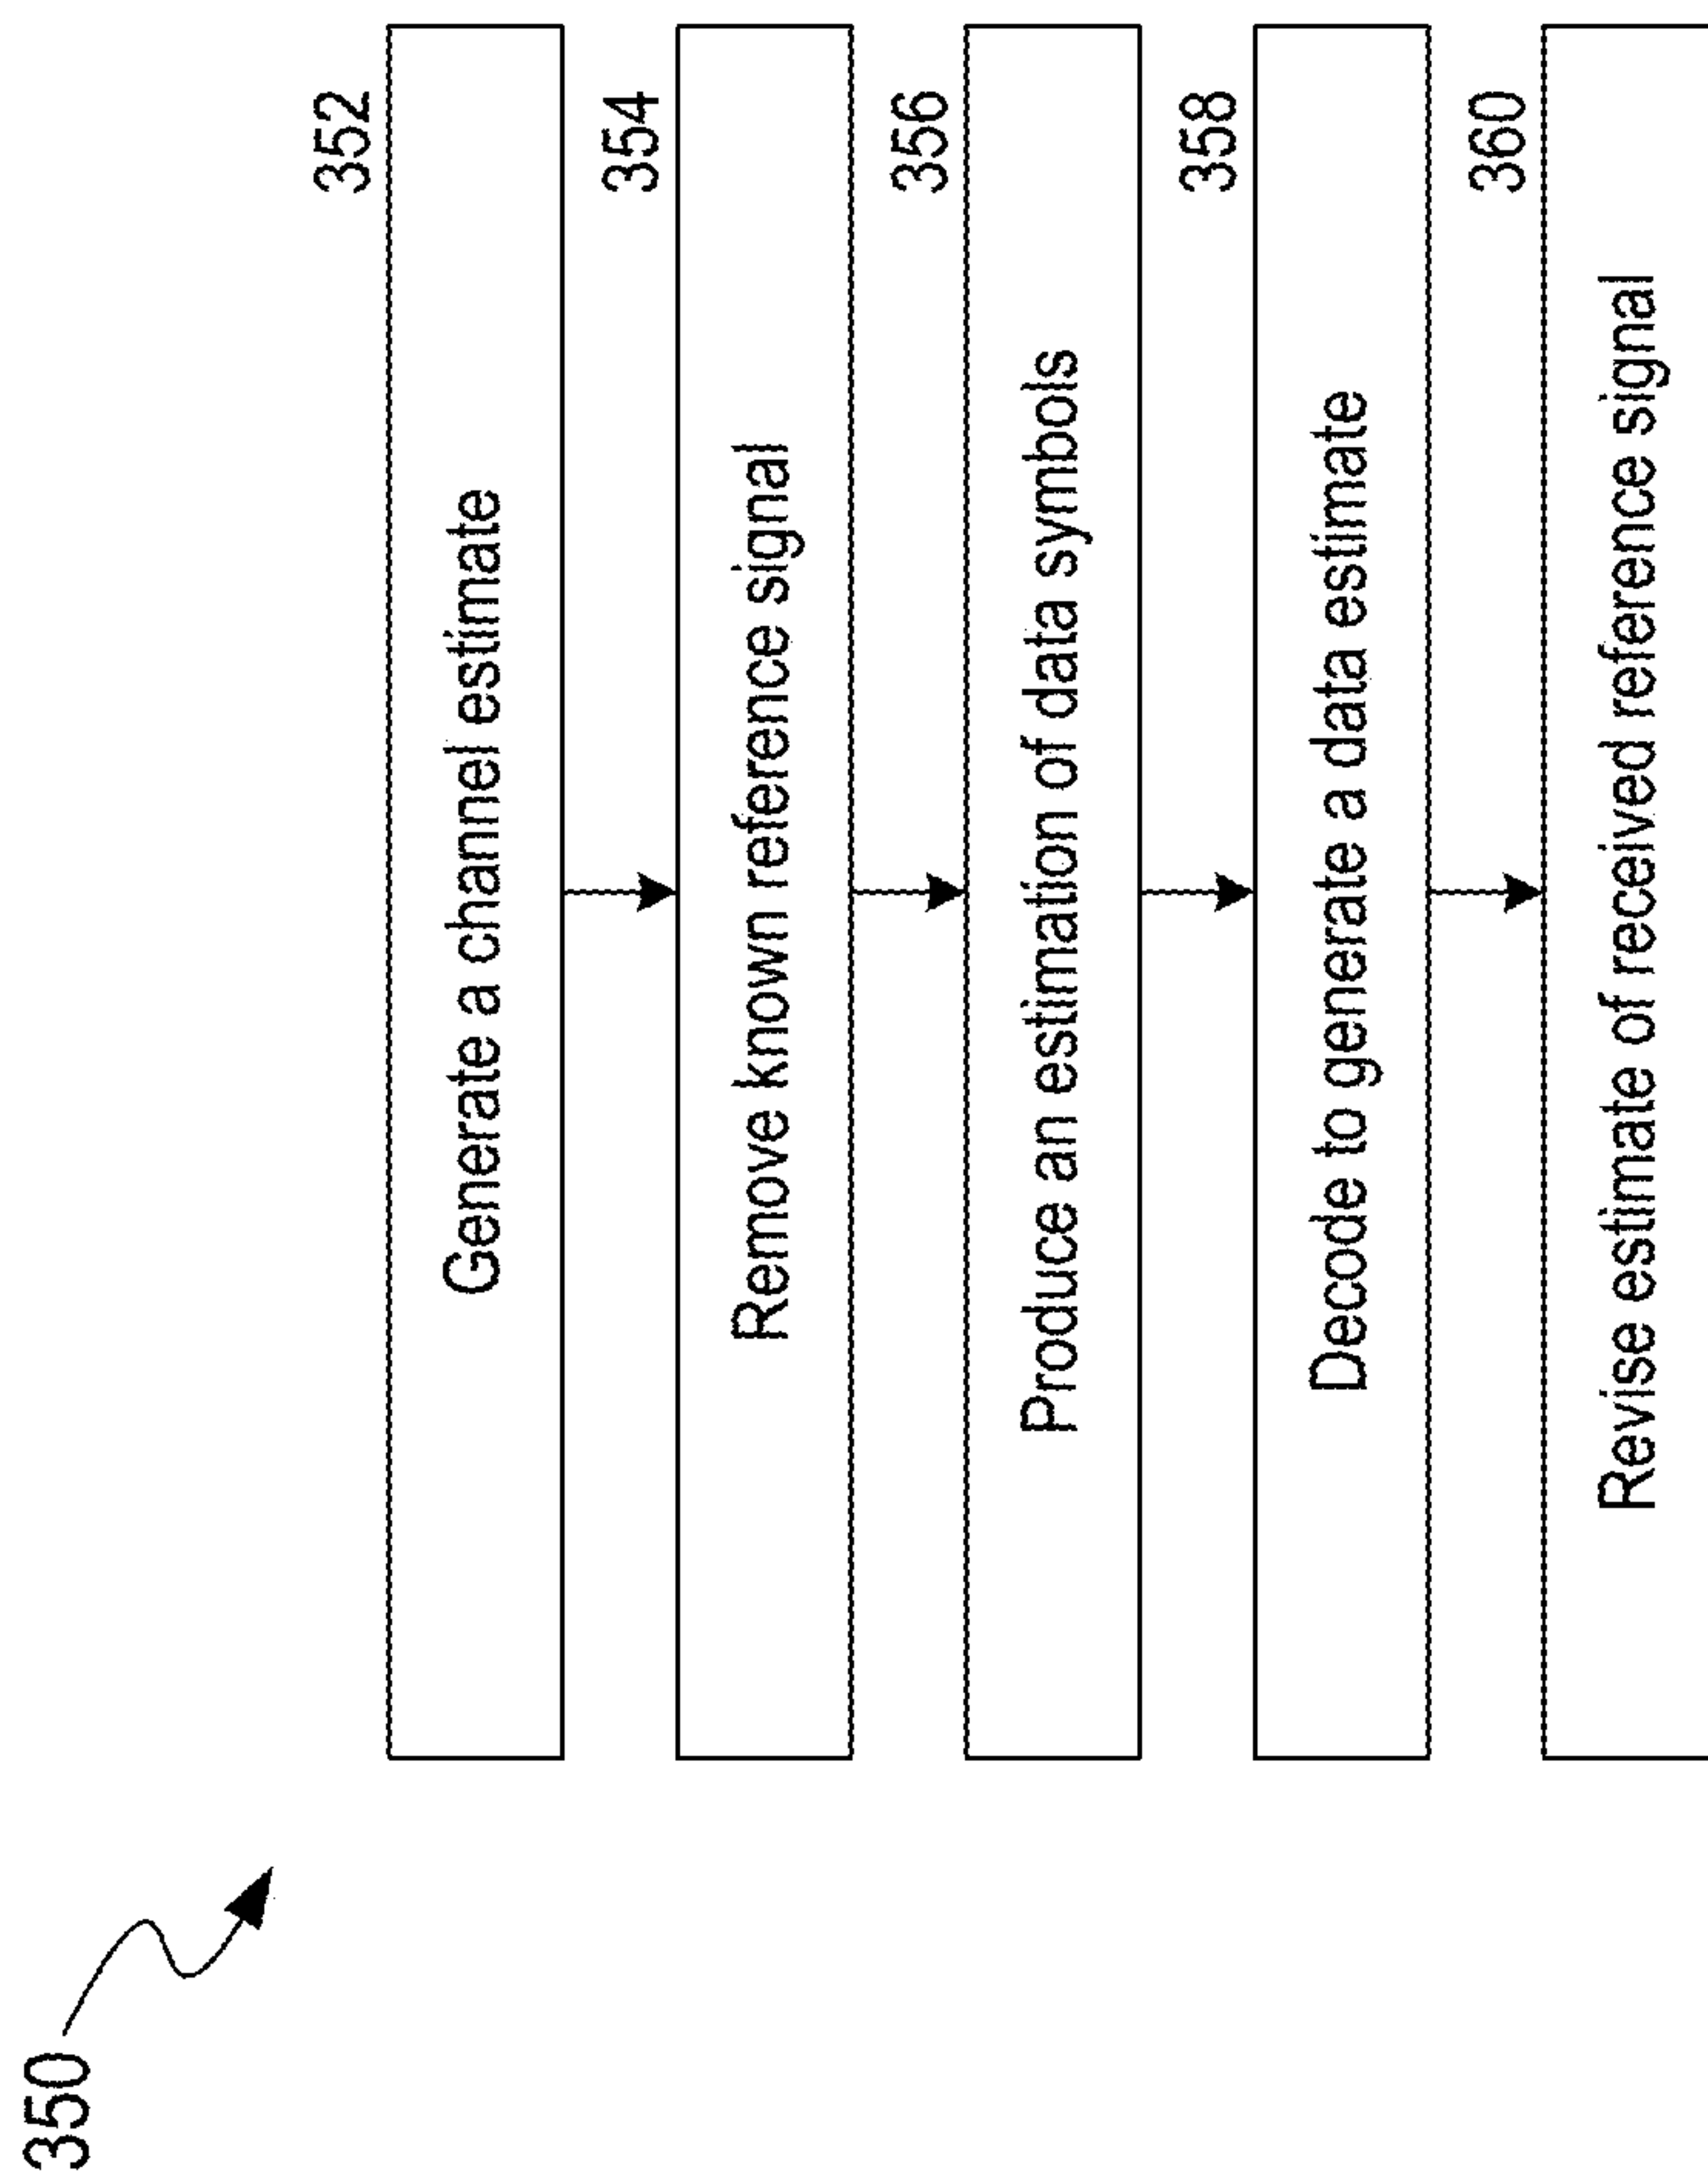 350
352
Generate a channel estimate
354
Remove known reference signal
356
Produce an estimation of data symbols
358
Decode to generate a data estimate
360
Revise estimate of received reference signal